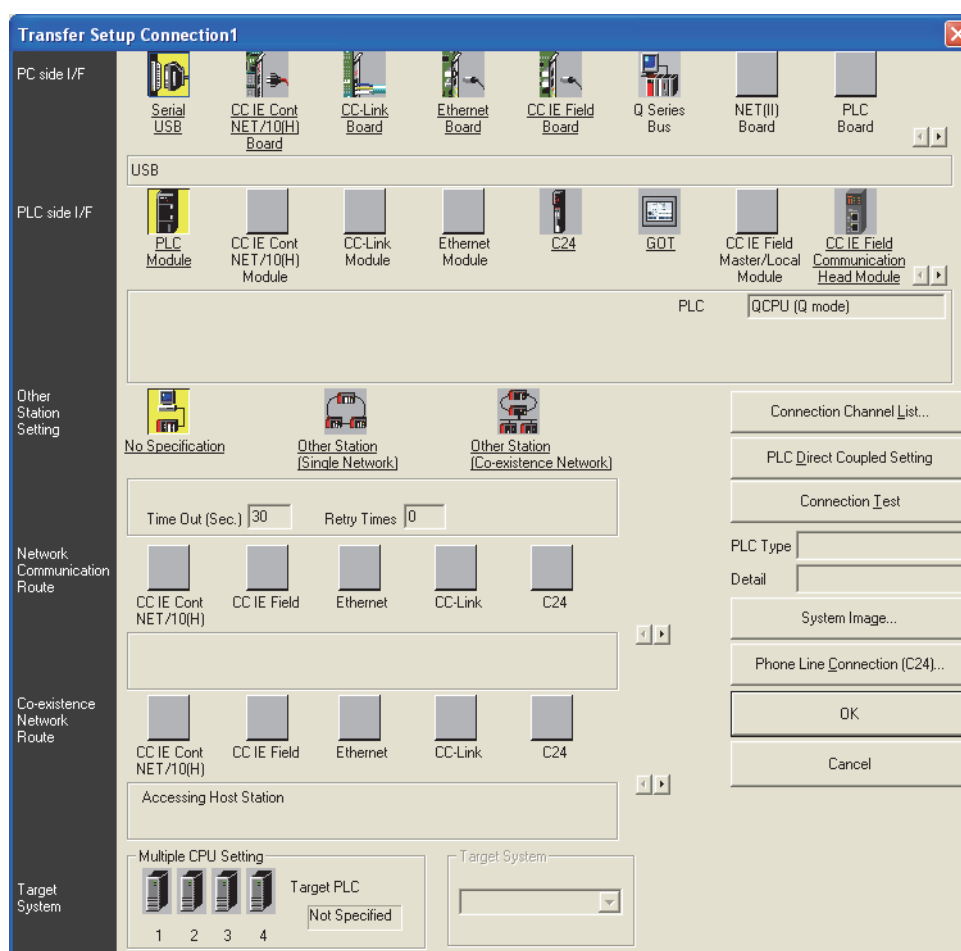 Transfer Setup Connection1
PC side I/F
Serial
USB
CC IE Cont
NET/10(H)
Board
CC-Link
Board
Ethernet
Board
CC IE Field
Board
Q Series
Bus
NET(II)
Board
PLC
Board
USB
PLC side I/F
PLC
Module
CC IE Cont
NET/10(H)
Module
CC-Link
Module
Ethernet
Module
C24
GOT
CC IE Field
Master/Local
Module
CC IE Field
Communication
Head Module
PLC
QCPU (Q mode)
Other
Station
Setting
No Specification
Other Station
(Single Network)
Other Station
(Co-existence Network)
Time Out (Sec.) 30
Retry Times 0
Connection Channel List...
PLC Direct Coupled Setting
Connection Test
PLC Type
Detail
System Image...
Phone Line Connection (C24)...
OK
Cancel
Network
Communication
Route
CC IE Cont
NET/10(H)
CC IE Field
Ethernet
CC-Link
C24
Co-existence
Network
Route
CC IE Cont
NET/10(H)
CC IE Field
Ethernet
CC-Link
C24
Accessing Host Station
Target
System
Multiple CPU Setting
1 2 3 4
Target PLC
Not Specified
Target System